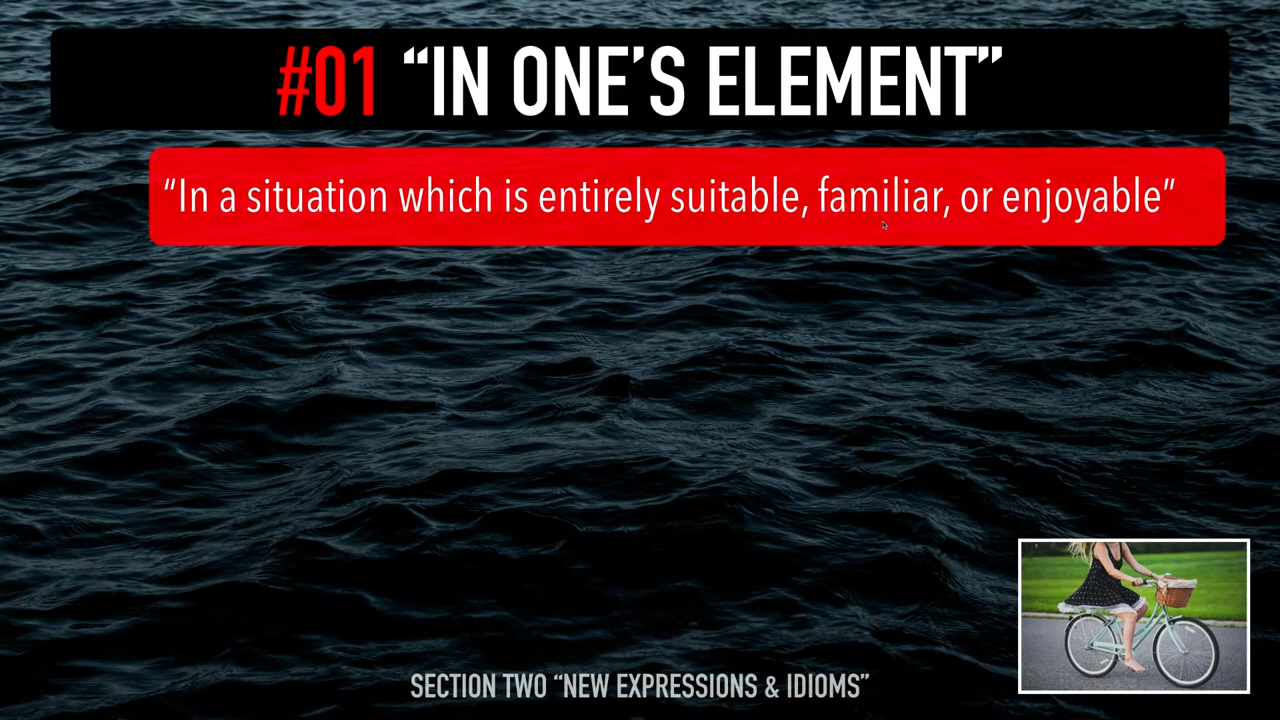 #01 “IN ONE’S ELEMENT”
“In a situation which is entirely suitable, familiar, or enjoyable”
SECTION TWO “NEW EXPRESSIONS & IDIOMS”